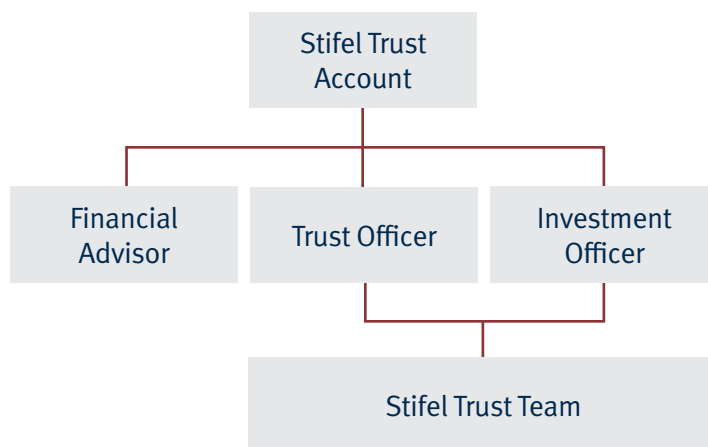 Stifel Trust
Account
Financial
Advisor
Trust Officer
Investment
Officer
Stifel Trust Team